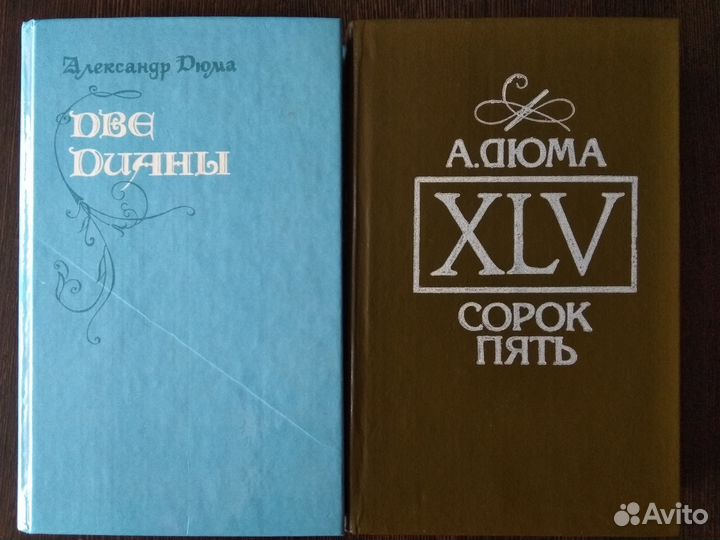 Александр Дюма
ДВЕ
ДИАНЫ
А. ДЮМА
XLV
СОРОК
ПЯТЬ
Avito